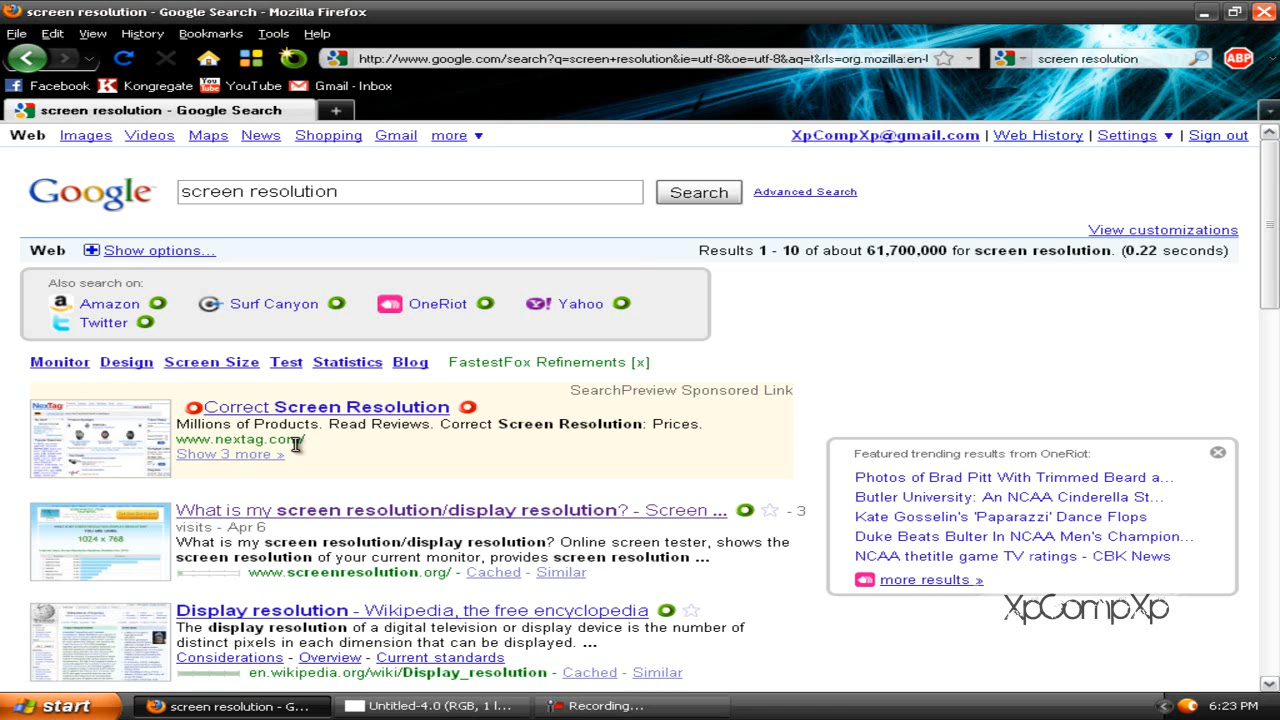 screen resolution - Google Search - Mozilla Firefox
File Edit View History Bookmarks Tools Help
http://www.google.com/search?q=screen+resolution&ie=utf-8&oe=utf-8&aq=t&rls=org.mozilla:en-l screen resolution ABP
Facebook Kongregate YouTube Gmail - Inbox
screen resolution - Google Search
Web Images Videos Maps News Shopping Gmail more XpCompXp@gmail.com | Web History | Settings | Sign out
Google screen resolution Search Advanced Search
View customizations
Web Show options... Results 1 - 10 of about 61,700,000 for screen resolution. (0.22 seconds)
Also search on:
Amazon Surf Canyon OneRiot Yahoo
Twitter
Monitor Design Screen Size Test Statistics Blog FastestFox Refinements [x]
SearchPreview Sponsored Link
Correct Screen Resolution
Millions of Products. Read Reviews. Correct Screen Resolution: Prices.
www.nextag.com
Show 3 more »
What is my screen resolution/display resolution? - Screen ... - 3
visits - Apr 6
What is my screen resolution/display resolution? Online screen tester, shows the
screen resolution of your current monitor. Provides screen resolution ...
www.screenresolution.org/ - Cached - Similar
Display resolution - Wikipedia, the free encyclopedia
The display resolution of a digital television or display device is the number of
distinct pixels in each dimension that can be displayed. ...
Considerations - Overview - Current standards
en.wikipedia.org/wiki/Display_resolution - Cached - Similar
Featured trending results from OneRiot:
Photos of Brad Pitt With Trimmed Beard a...
Butler University: An NCAA Cinderella St...
Kate Gosselin's 'Paparazzi' Dance Flops
Duke Beats Bulter In NCAA Men's Champion...
NCAA thetitle game TV ratings - CBK News
more results »
XpCompXp
start screen resolution - G... Untitled-4.0 (RGB, 1 l... Recording... 6:23 PM